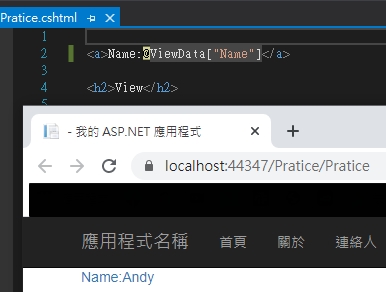 Pratice.cshtml
1
2 <a>Name:@ViewData["Name"]</a>
3
4 <h2>View</h2>
- 我的 ASP.NET 應用程式
localhost:44347/Pratice/Pratice
應用程式名稱 首頁 關於 連絡人
Name:Andy